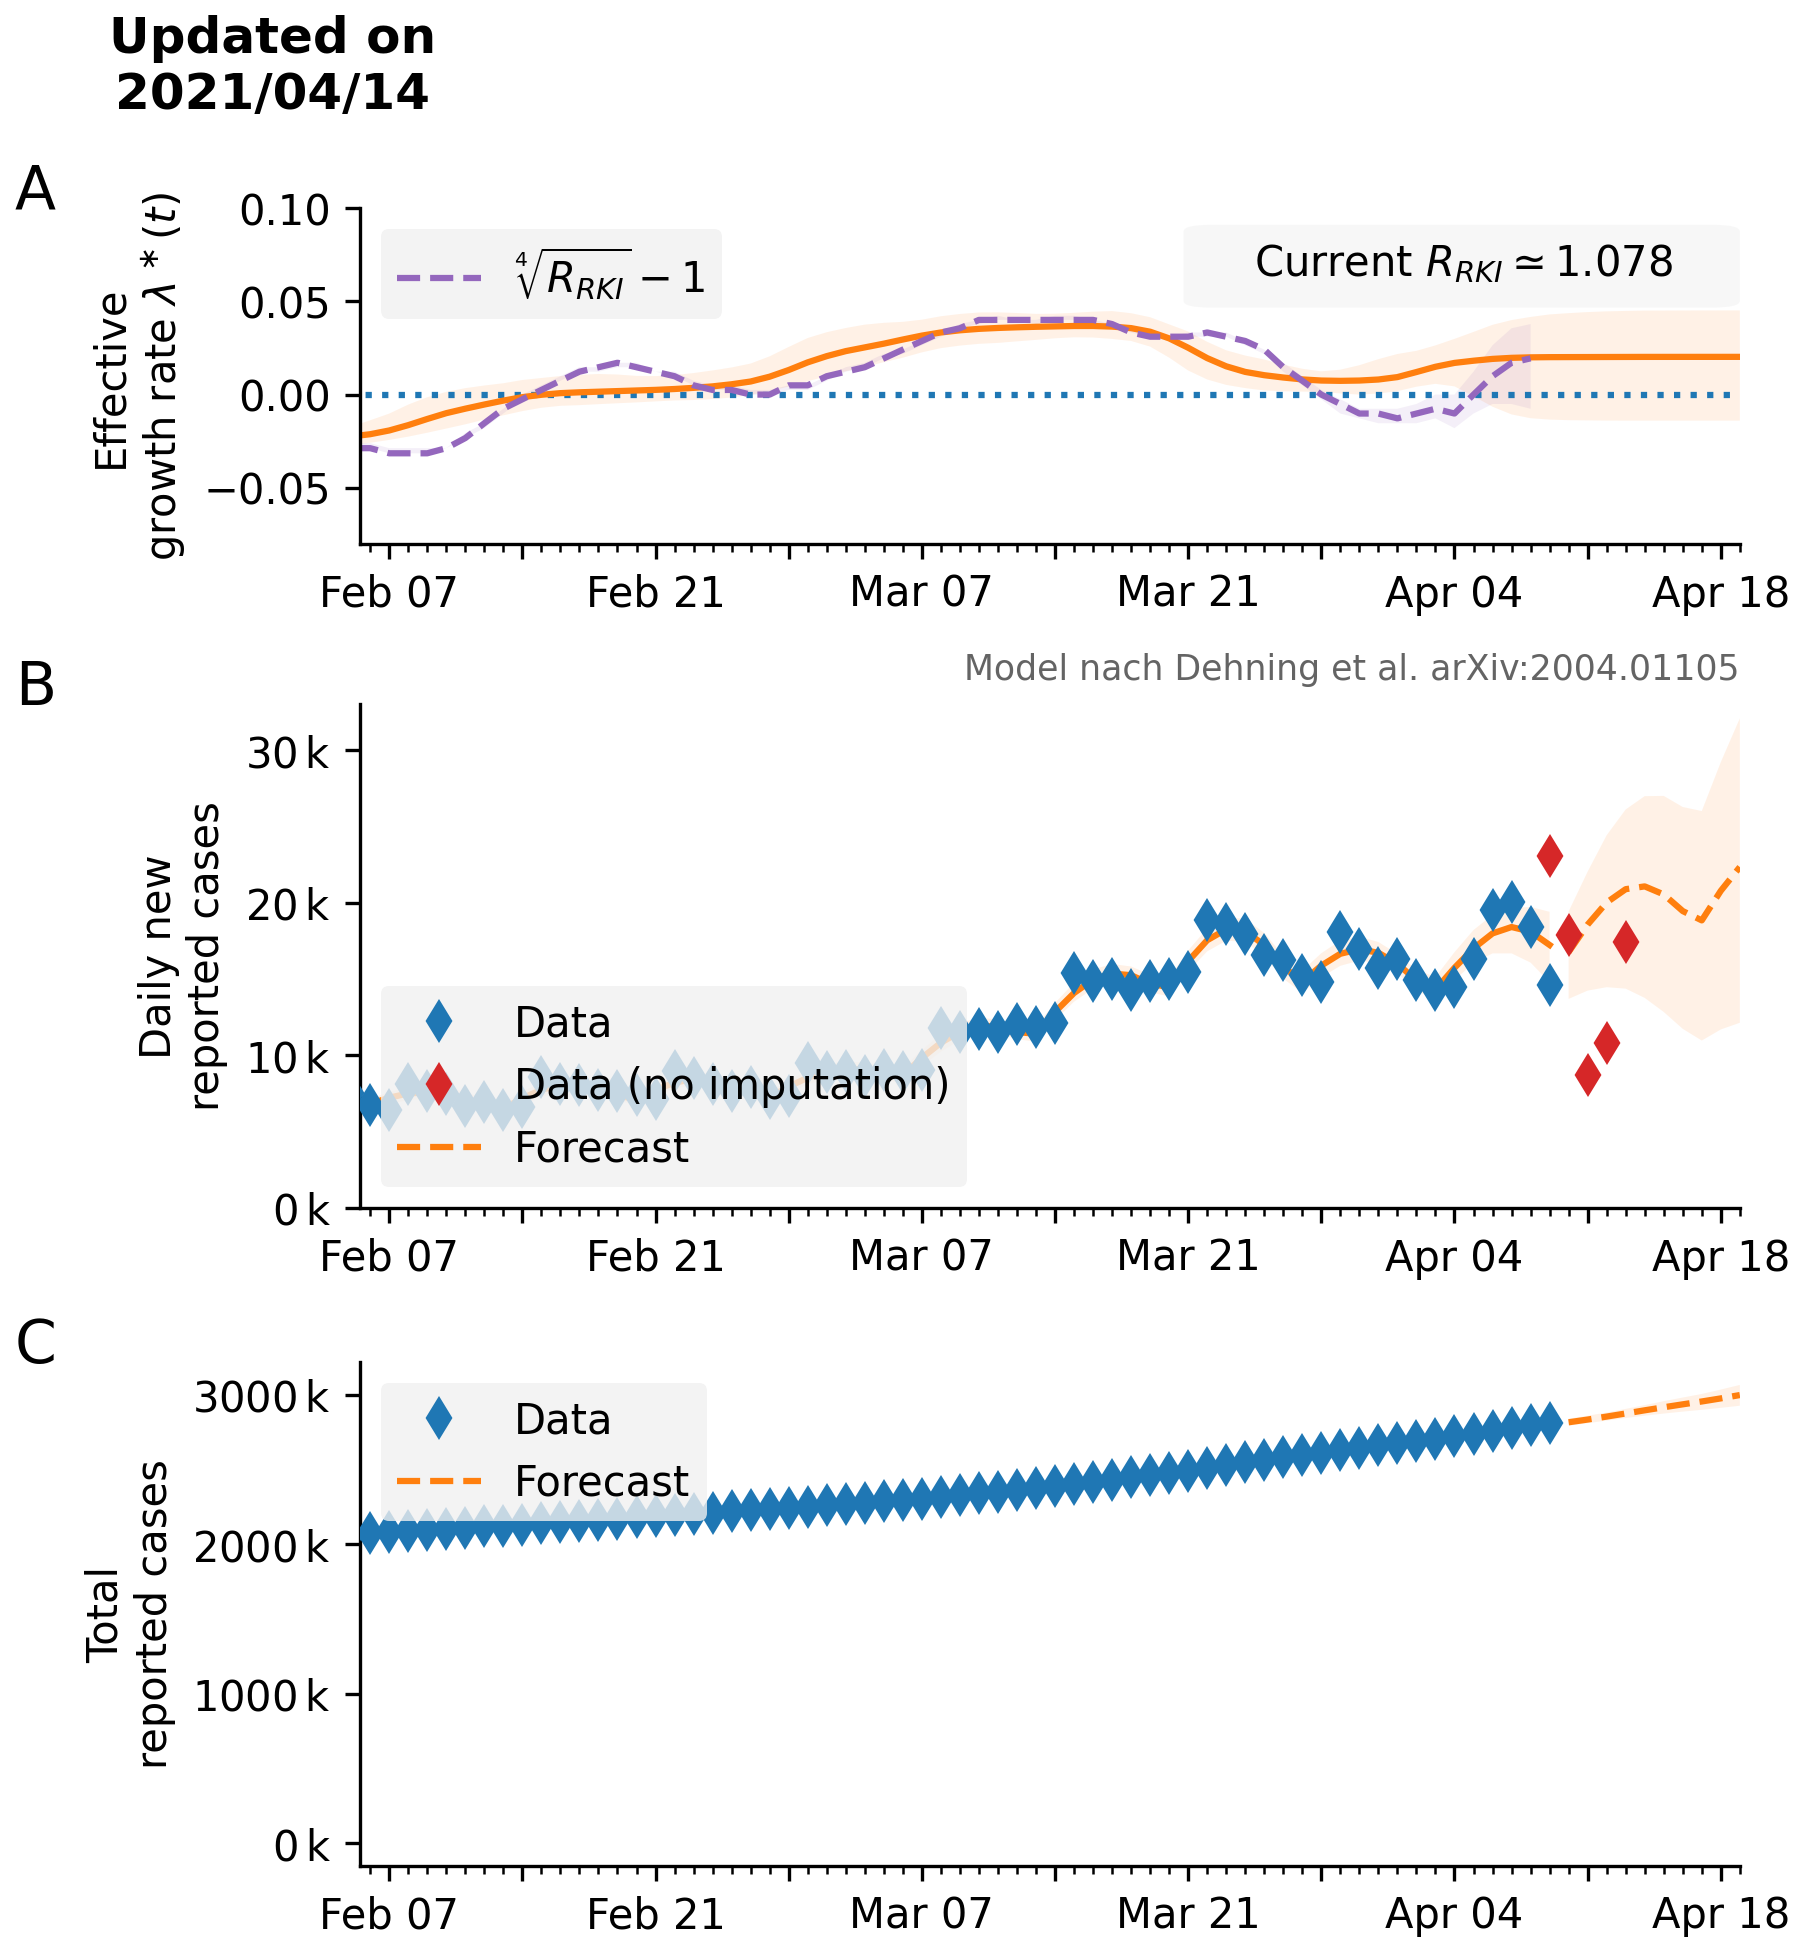 Updated on
2021/04/14
A
Effective
growth rate λ * (t)
0.10
0.05
0.00
−0.05
∜R_RKI − 1
Current R_RKI ≃ 1.078
Feb 07 Feb 21 Mar 07 Mar 21 Apr 04 Apr 18
B
Model nach Dehning et al. arXiv:2004.01105
Daily new
reported cases
30 k
20 k
10 k
0 k
Data
Data (no imputation)
Forecast
Feb 07 Feb 21 Mar 07 Mar 21 Apr 04 Apr 18
C
Total
reported cases
3000 k
2000 k
1000 k
0 k
Data
Forecast
Feb 07 Feb 21 Mar 07 Mar 21 Apr 04 Apr 18